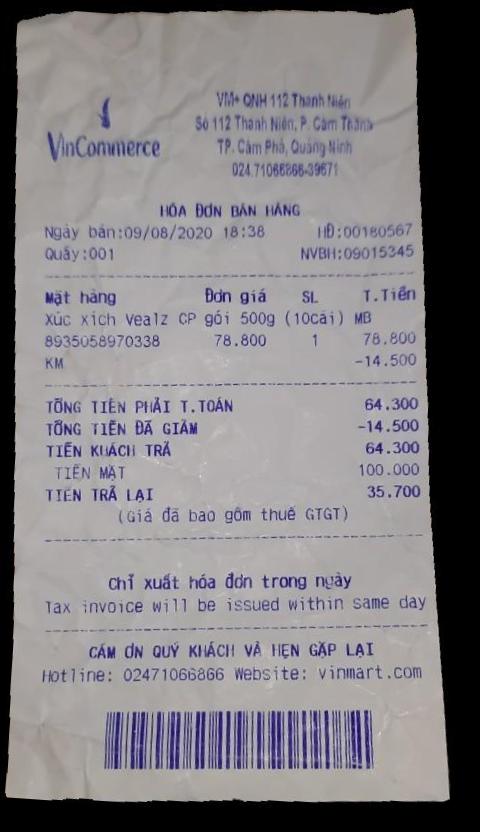 VinCommerce
VM+ QNH 112 Thanh Niên
Số 112 Thanh Niên, P. Cẩm Thành
TP. Cẩm Phả, Quảng Ninh
024.71066866-39671
HÓA ĐƠN BÁN HÀNG
Ngày bán:09/08/2020 18:38 HĐ:00180567
Quầy:001 NVBH:09015345
Mặt hàng Đơn giá SL T.Tiền
Xúc xích Vealz CP gói 500g (10cái) MB
8935058970338 78.800 1 78.800
KM -14.500
TỔNG TIỀN PHẢI T.TOÁN 64.300
TỔNG TIỀN ĐÃ GIẢM -14.500
TIỀN KHÁCH TRẢ 64.300
TIỀN MẶT 100.000
TIỀN TRẢ LẠI 35.700
(Giá đã bao gồm thuế GTGT)
Chỉ xuất hóa đơn trong ngày
Tax invoice will be issued within same day
CẢM ƠN QUÝ KHÁCH VÀ HẸN GẶP LẠI
Hotline: 02471066866 Website: vinmart.com